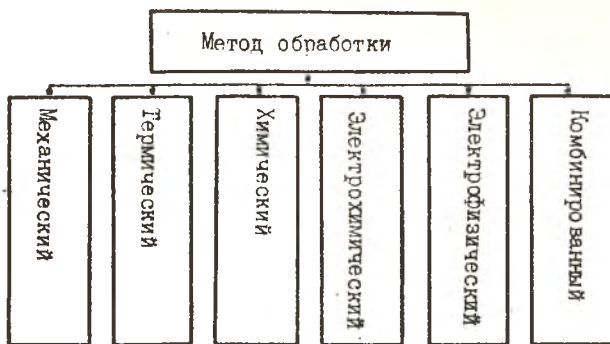 Метод обработки
Механический
Термический
Химический
Электрохимический
Электрофизический
Комбинированный